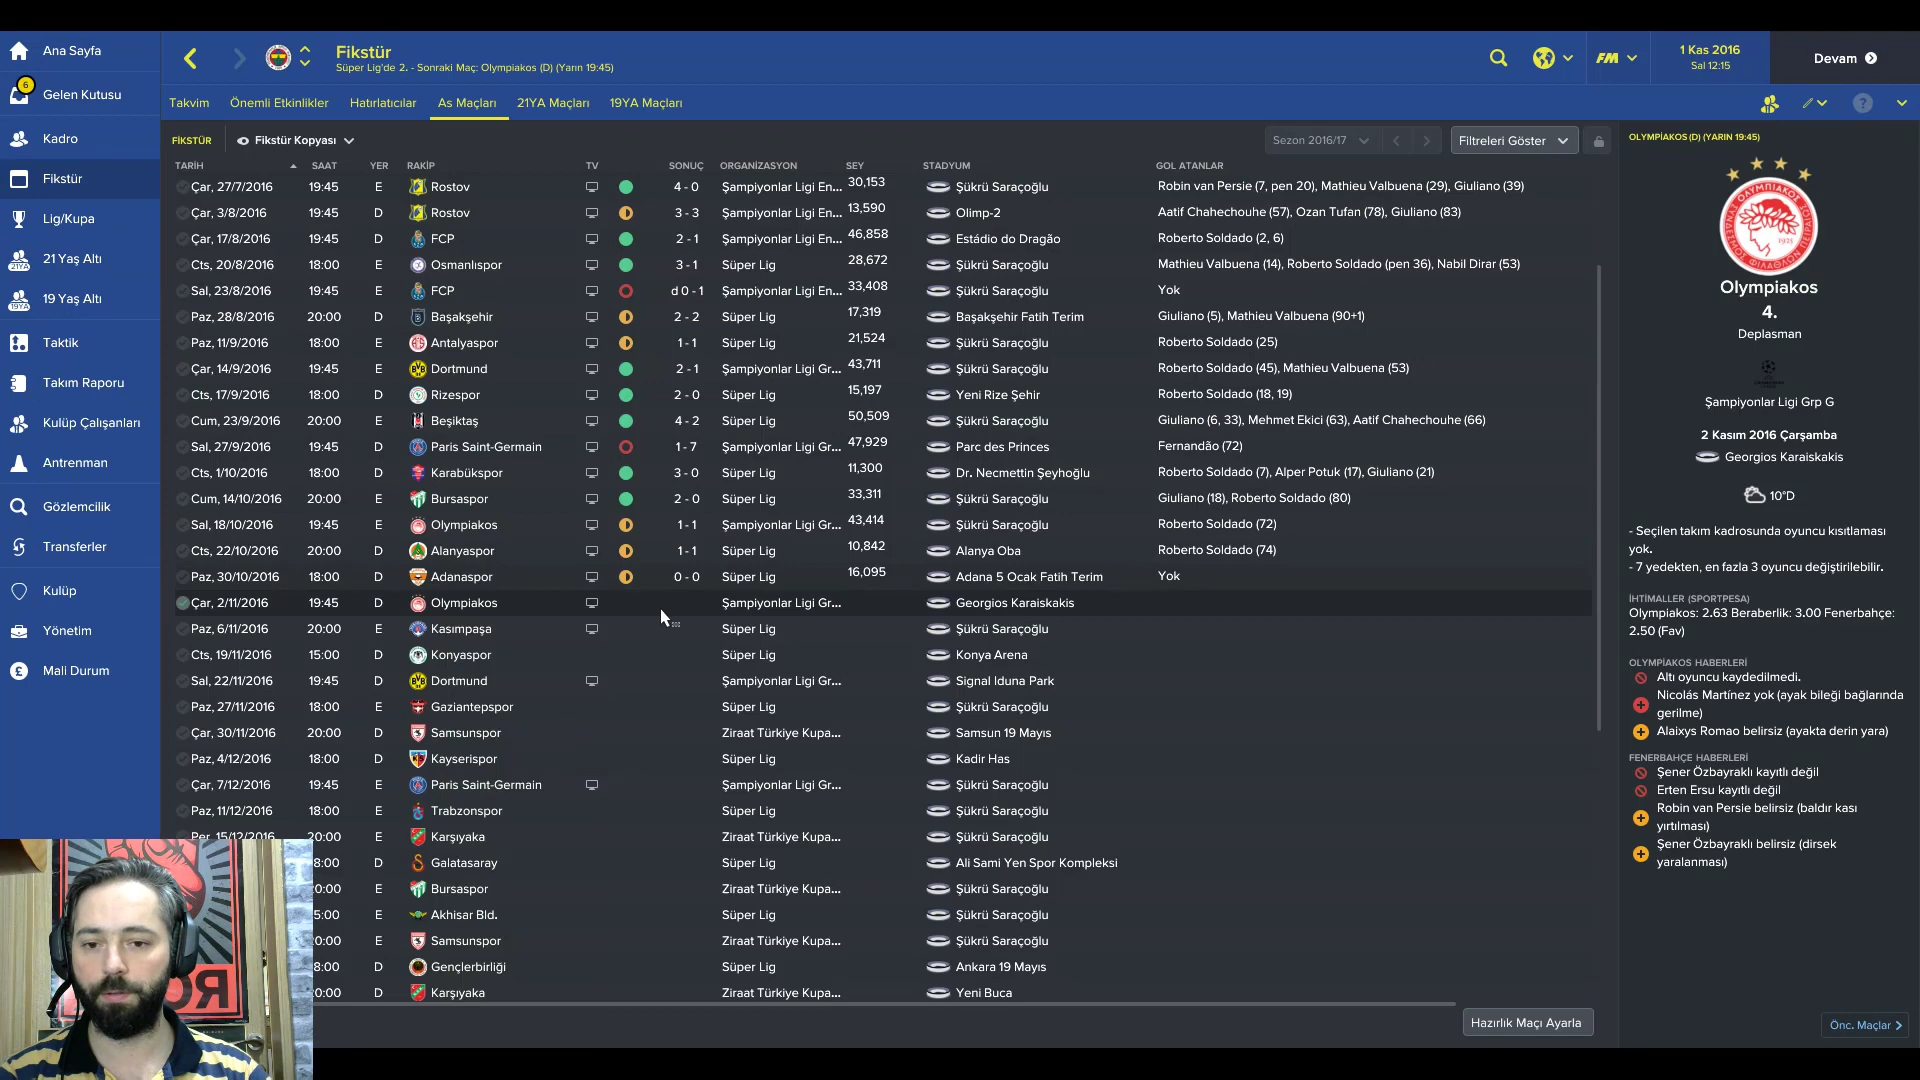 Ana Sayfa
6
Gelen Kutusu
Kadro
Fikstür
Lig/Kupa
21YA
21 Yaş Altı
19YA
19 Yaş Altı
Taktik
Takım Raporu
Kulüp Çalışanları
Antrenman
Gözlemcilik
Transferler
Kulüp
Yönetim
Mali Durum
Fikstür
Süper Lig'de 2. - Sonraki Maç: Olympiakos (D) (Yarın 19:45)
FM
1 Kas 2016
Sal 12:15
Devam
Takvim Önemli Etkinlikler Hatırlatıcılar As Maçları 21YA Maçları 19YA Maçları
FİKSTÜR Fikstür Kopyası Sezon 2016/17 Filtreleri Göster
TARİH SAAT YER RAKİP TV SONUÇ ORGANİZASYON SEY STADYUM GOL ATANLAR
Çar, 27/7/2016 19:45 E Rostov 4 - 0 Şampiyonlar Ligi En... 30,153 Şükrü Saraçoğlu Robin van Persie (7, pen 20), Mathieu Valbuena (29), Giuliano (39)
Çar, 3/8/2016 19:45 D Rostov 3 - 3 Şampiyonlar Ligi En... 13,590 Olimp-2 Aatif Chahechouhe (57), Ozan Tufan (78), Giuliano (83)
Çar, 17/8/2016 19:45 D FCP 2 - 1 Şampiyonlar Ligi En... 46,858 Estádio do Dragão Roberto Soldado (2, 6)
Cts, 20/8/2016 18:00 E Osmanlıspor 3 - 1 Süper Lig 28,672 Şükrü Saraçoğlu Mathieu Valbuena (14), Roberto Soldado (pen 36), Nabil Dirar (53)
Sal, 23/8/2016 19:45 E FCP d 0 - 1 Şampiyonlar Ligi En... 33,408 Şükrü Saraçoğlu Yok
Paz, 28/8/2016 20:00 D Başakşehir 2 - 2 Süper Lig 17,319 Başakşehir Fatih Terim Giuliano (5), Mathieu Valbuena (90+1)
Paz, 11/9/2016 18:00 E Antalyaspor 1 - 1 Süper Lig 21,524 Şükrü Saraçoğlu Roberto Soldado (25)
Çar, 14/9/2016 19:45 E Dortmund 2 - 1 Şampiyonlar Ligi Gr... 43,711 Şükrü Saraçoğlu Roberto Soldado (45), Mathieu Valbuena (53)
Cts, 17/9/2016 18:00 D Rizespor 2 - 0 Süper Lig 15,197 Yeni Rize Şehir Roberto Soldado (18, 19)
Cum, 23/9/2016 20:00 E Beşiktaş 4 - 2 Süper Lig 50,509 Şükrü Saraçoğlu Giuliano (6, 33), Mehmet Ekici (63), Aatif Chahechouhe (66)
Sal, 27/9/2016 19:45 D Paris Saint-Germain 1 - 7 Şampiyonlar Ligi Gr... 47,929 Parc des Princes Fernandão (72)
Cts, 1/10/2016 18:00 D Karabükspor 3 - 0 Süper Lig 11,300 Dr. Necmettin Şeyhoğlu Roberto Soldado (7), Alper Potuk (17), Giuliano (21)
Cum, 14/10/2016 20:00 E Bursaspor 2 - 0 Süper Lig 33,311 Şükrü Saraçoğlu Giuliano (18), Roberto Soldado (80)
Sal, 18/10/2016 19:45 E Olympiakos 1 - 1 Şampiyonlar Ligi Gr... 43,414 Şükrü Saraçoğlu Roberto Soldado (72)
Cts, 22/10/2016 20:00 D Alanyaspor 1 - 1 Süper Lig 10,842 Alanya Oba Roberto Soldado (74)
Paz, 30/10/2016 18:00 D Adanaspor 0 - 0 Süper Lig 16,095 Adana 5 Ocak Fatih Terim Yok
Çar, 2/11/2016 19:45 D Olympiakos Şampiyonlar Ligi Gr... Georgios Karaiskakis
Paz, 6/11/2016 20:00 E Kasımpaşa Süper Lig Şükrü Saraçoğlu
Cts, 19/11/2016 15:00 D Konyaspor Süper Lig Konya Arena
Sal, 22/11/2016 19:45 D Dortmund Şampiyonlar Ligi Gr... Signal Iduna Park
Paz, 27/11/2016 18:00 E Gaziantepspor Süper Lig Şükrü Saraçoğlu
Çar, 30/11/2016 20:00 D Samsunspor Ziraat Türkiye Kupa... Samsun 19 Mayıs
Paz, 4/12/2016 18:00 D Kayserispor Süper Lig Kadir Has
Çar, 7/12/2016 19:45 E Paris Saint-Germain Şampiyonlar Ligi Gr... Şükrü Saraçoğlu
Paz, 11/12/2016 18:00 E Trabzonspor Süper Lig Şükrü Saraçoğlu
Per, 15/12/2016 20:00 E Karşıyaka Ziraat Türkiye Kupa... Şükrü Saraçoğlu
8:00 D Galatasaray Süper Lig Ali Sami Yen Spor Kompleksi
0:00 E Bursaspor Ziraat Türkiye Kupa... Şükrü Saraçoğlu
5:00 E Akhisar Bld. Süper Lig Şükrü Saraçoğlu
0:00 E Samsunspor Ziraat Türkiye Kupa... Şükrü Saraçoğlu
8:00 D Gençlerbirliği Süper Lig Ankara 19 Mayıs
0:00 D Karşıyaka Ziraat Türkiye Kupa... Yeni Buca
Hazırlık Maçı Ayarla
OLYMPİAKOS (D) (YARIN 19:45)
1925
Olympiakos
4.
Deplasman
Şampiyonlar Ligi Grp G
2 Kasım 2016 Çarşamba
Georgios Karaiskakis
10°D
- Seçilen takım kadrosunda oyuncu kısıtlaması
yok.
- 7 yedekten, en fazla 3 oyuncu değiştirilebilir.
İHTİMALLER (SPORTPESA)
Olympiakos: 2.63 Beraberlik: 3.00 Fenerbahçe:
2.50 (Fav)
OLYMPİAKOS HABERLERİ
Altı oyuncu kaydedilmedi.
Nicolás Martínez yok (ayak bileği bağlarında
gerilme)
Alaixys Romao belirsiz (ayakta derin yara)
FENERBAHÇE HABERLERİ
Şener Özbayraklı kayıtlı değil
Erten Ersu kayıtlı değil
Robin van Persie belirsiz (baldır kası
yırtılması)
Şener Özbayraklı belirsiz (dirsek
yaralanması)
Önc. Maçlar